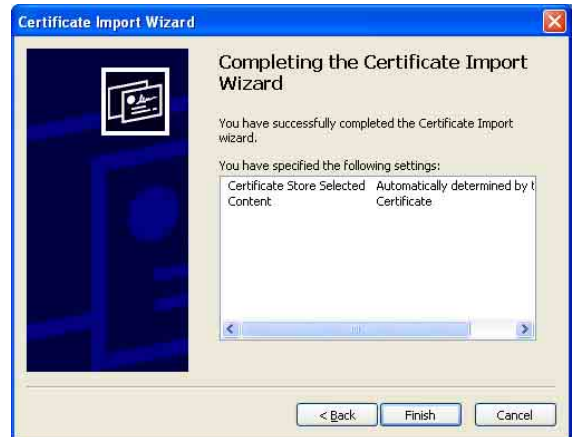 Certificate Import Wizard
Completing the Certificate Import
Wizard
You have successfully completed the Certificate Import
wizard.
You have specified the following settings:
Certificate Store Selected Automatically determined by t
Content Certificate
< Back Finish Cancel